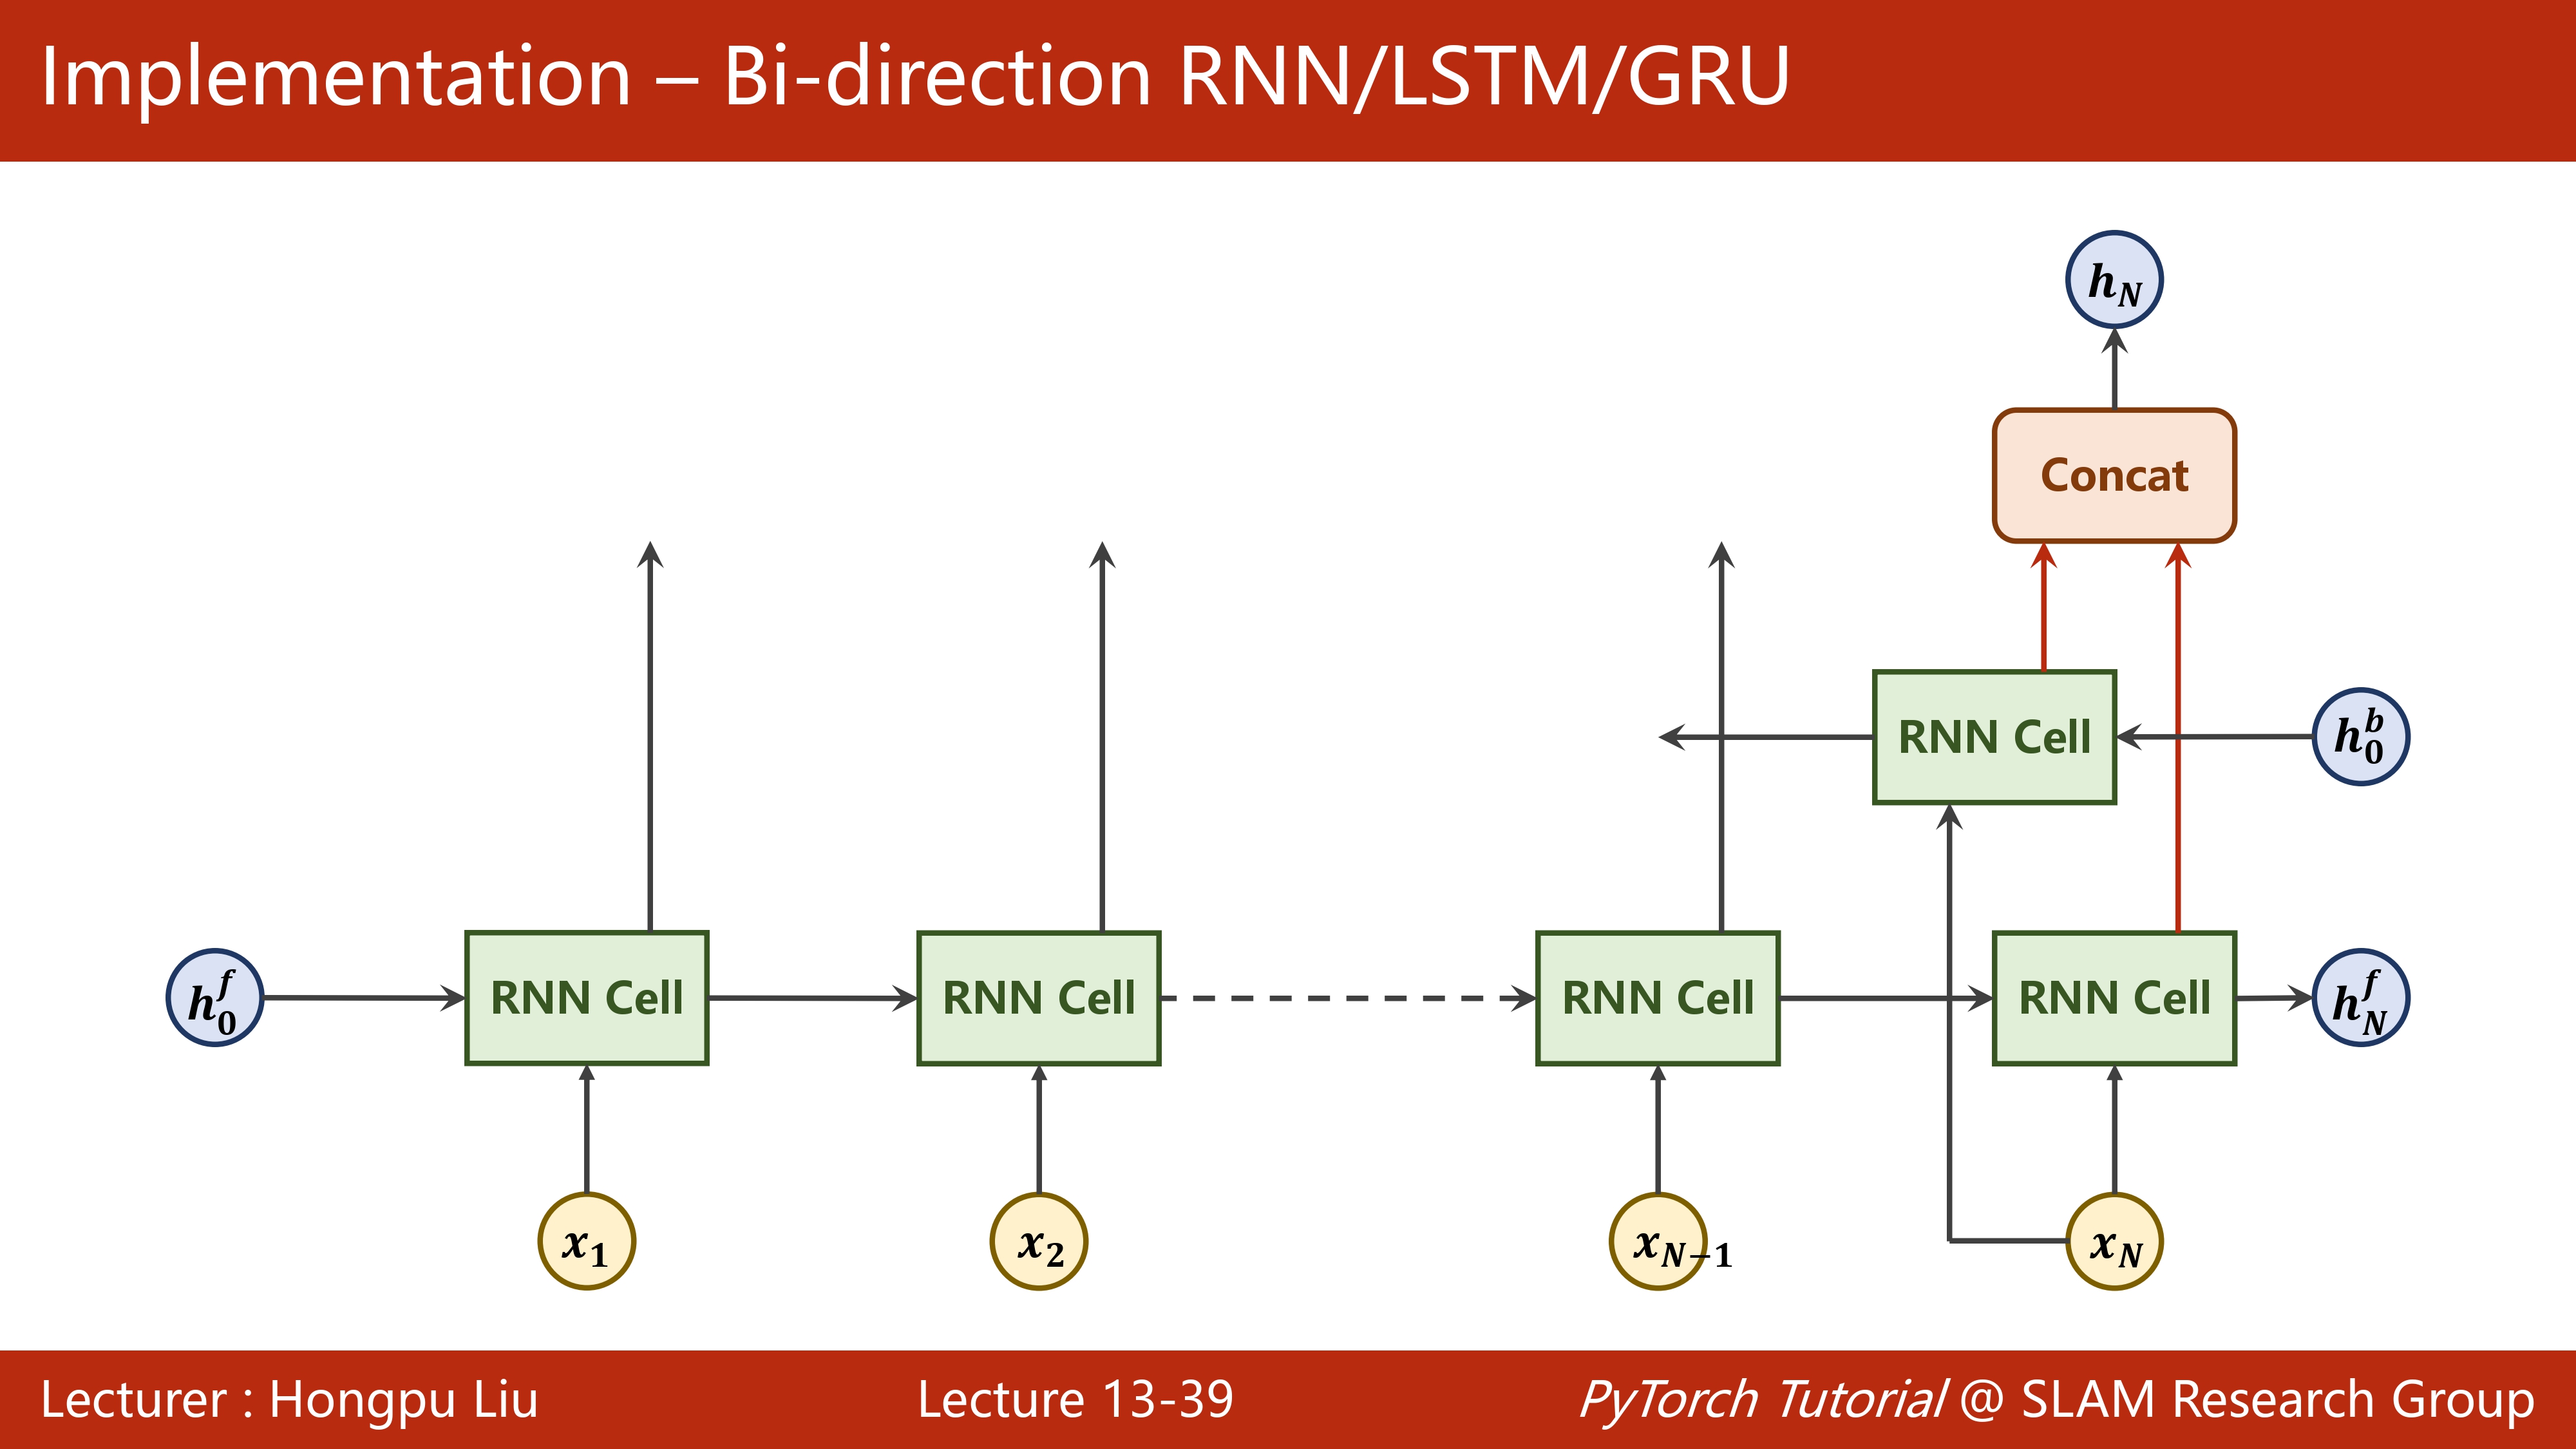 Implementation – Bi-direction RNN/LSTM/GRU
h_N
Concat
RNN Cell
h_0^b
h_0^f
RNN Cell
RNN Cell
RNN Cell
RNN Cell
h_N^f
x_1
x_2
x_{N-1}
x_N
Lecturer : Hongpu Liu
Lecture 13-39
PyTorch Tutorial @ SLAM Research Group